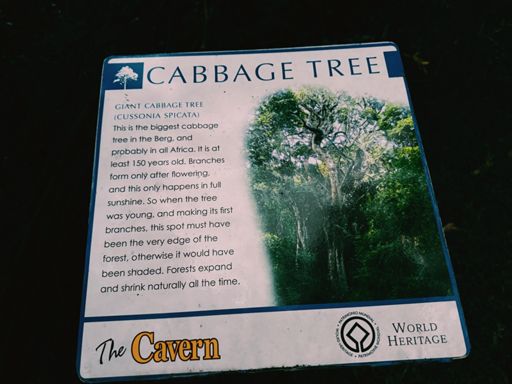 CABBAGE TREE
GIANT CABBAGE TREE
(CUSSONIA SPICATA)
This is the biggest cabbage
tree in the Berg, and
probably in all Africa. It is at
least 150 years old. Branches
form only after flowering,
and this only happens in full
sunshine. So when the tree
was young, and making its first
branches, this spot must have
been the very edge of the
forest, otherwise it would have
been shaded. Forests expand
and shrink naturally all the time.
The Cavern
WORLD
HERITAGE